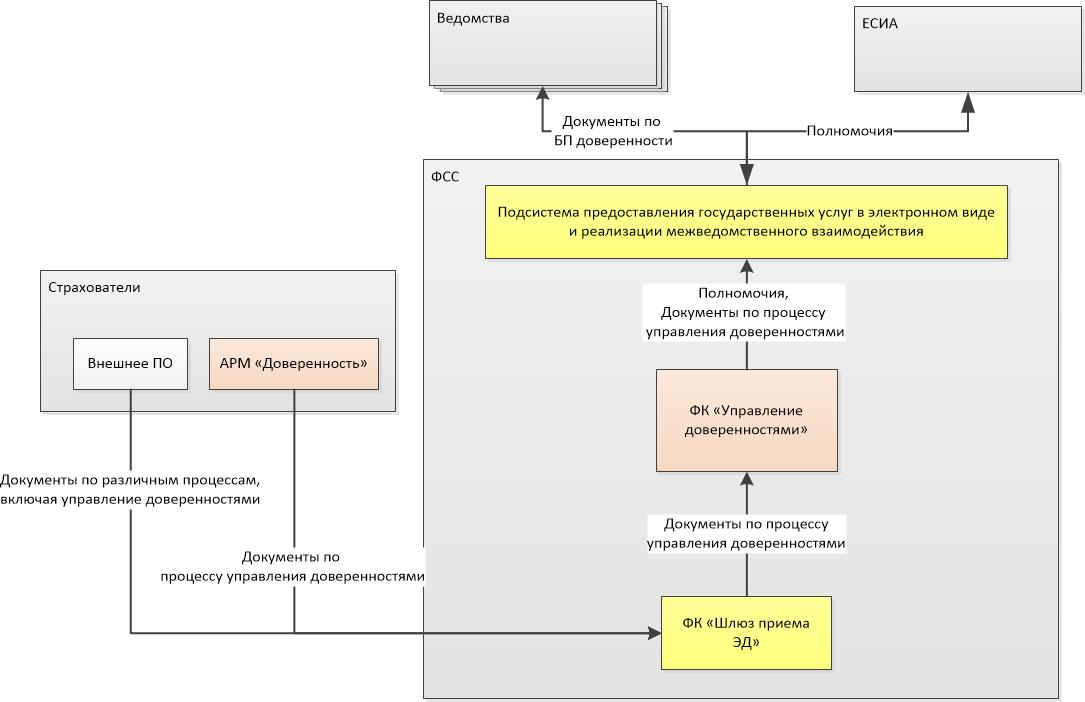 Ведомства
ЕСИА
Документы по
БП доверенности
Полномочия
ФСС
Подсистема предоставления государственных услуг в электронном виде
и реализации межведомственного взаимодействия
Страхователи
Полномочия,
Документы по процессу
управления доверенностями
Внешнее ПО
АРМ «Доверенность»
ФК «Управление
доверенностями»
Документы по различным процессам,
включая управление доверенностями
Документы по процессу
управления доверенностями
Документы по
процессу управления доверенностями
ФК «Шлюз приема
ЭД»